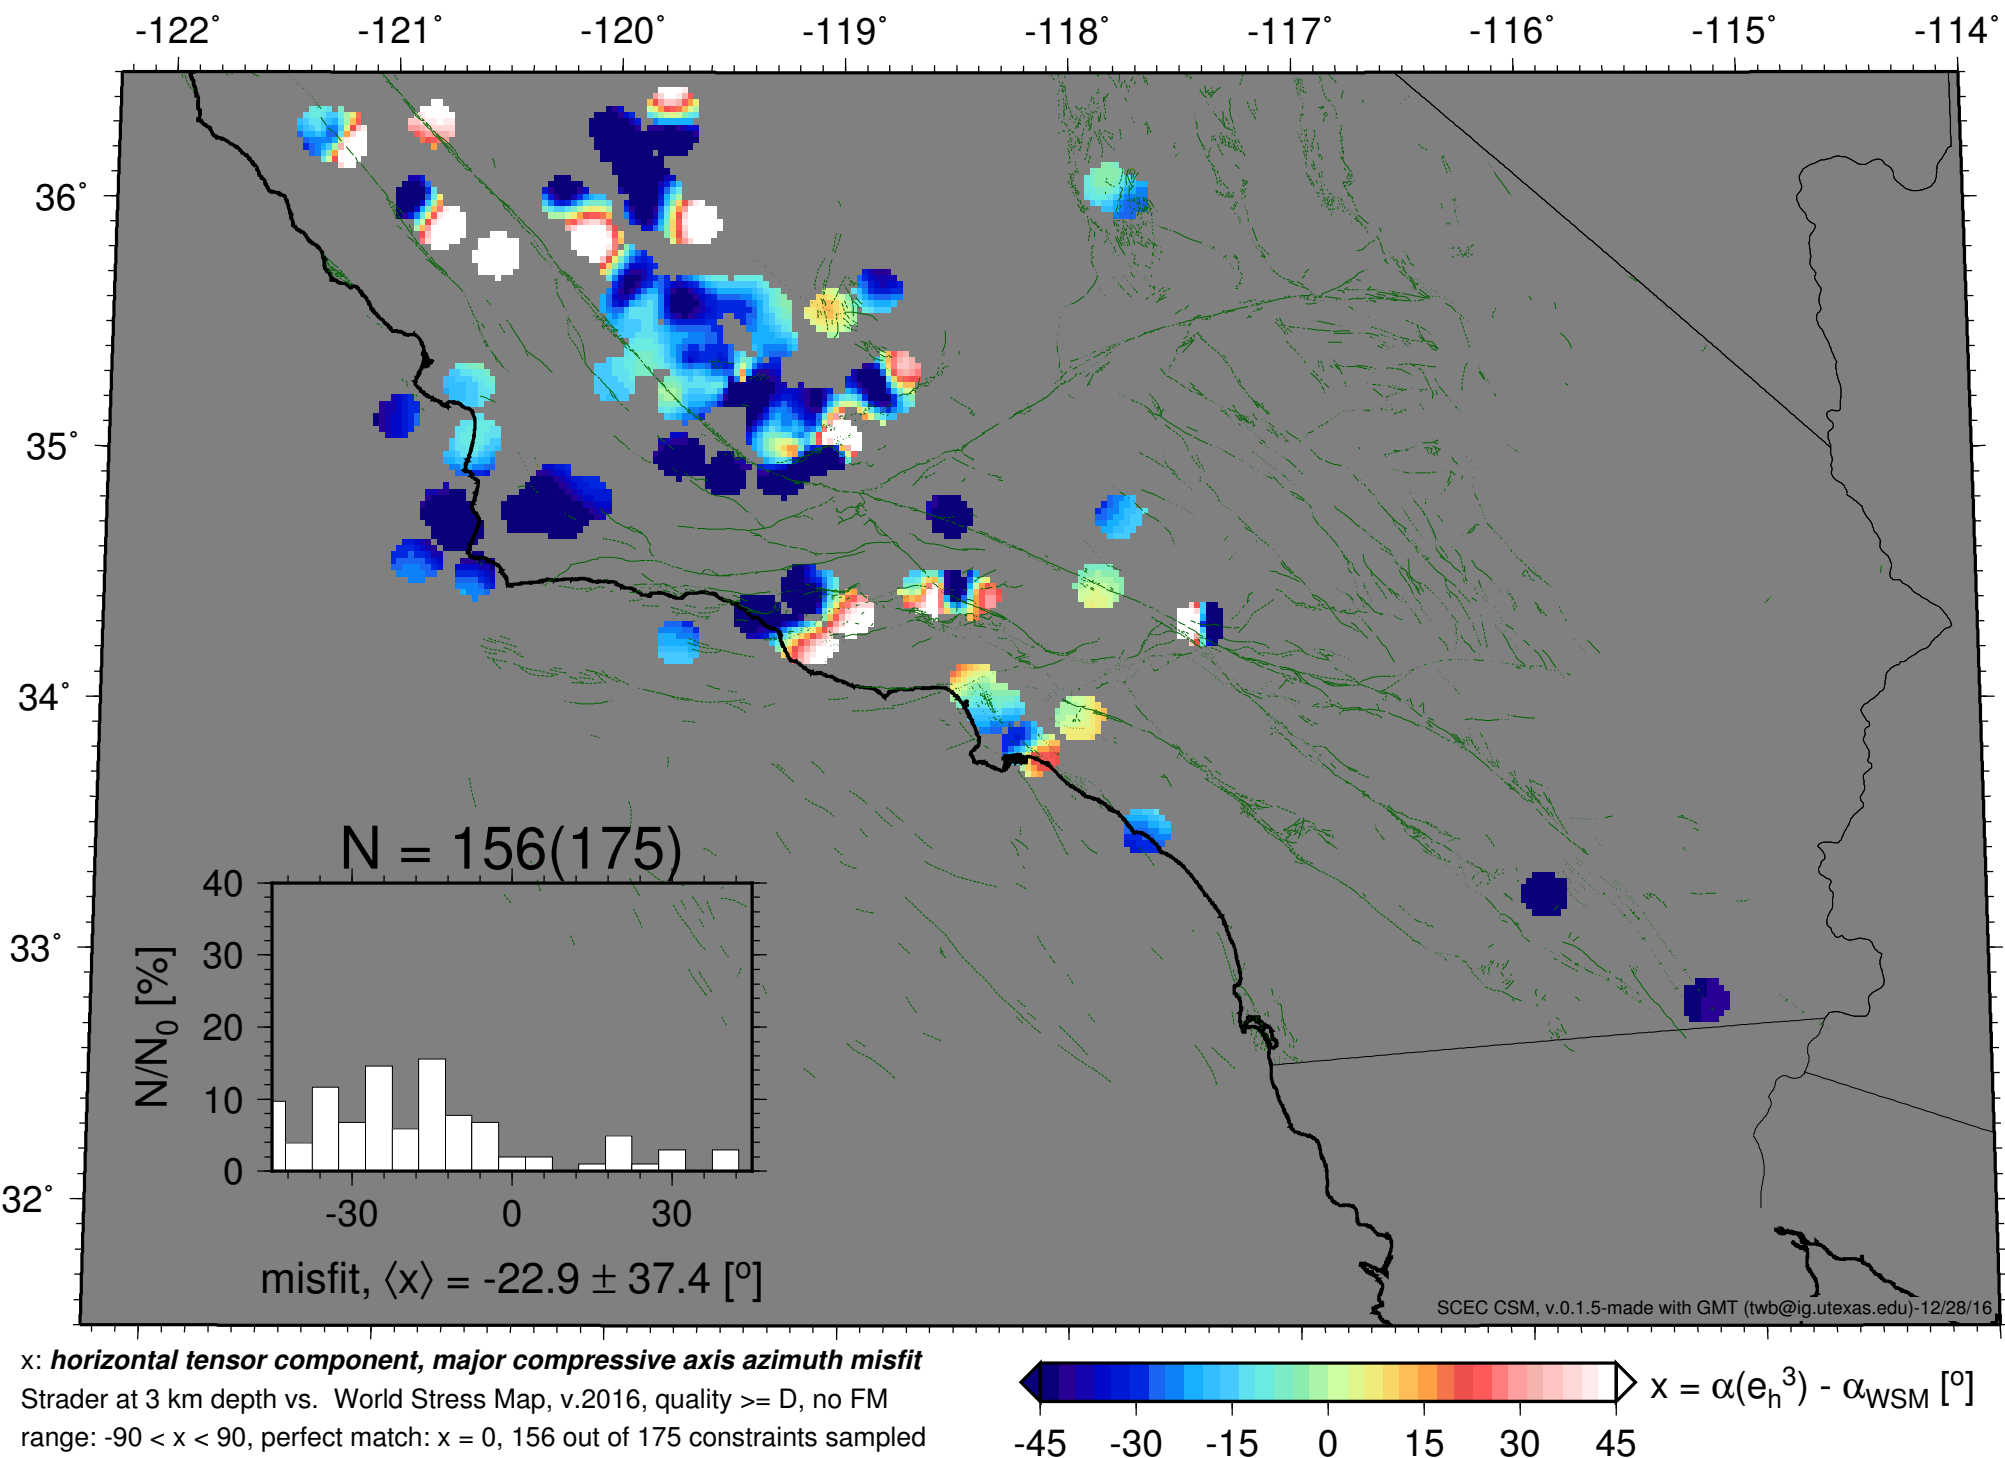 -122˚ -121˚ -120˚ -119˚ -118˚ -117˚ -116˚ -115˚ -114˚
36˚
35˚
34˚
33˚
32˚
N = 156(175)
40
30
20
10
0
N/N0 [%]
-30 0 30
misfit, ⟨x⟩ = -22.9 ± 37.4 [o]
SCEC CSM, v.0.1.5-made with GMT (twb@ig.utexas.edu)-12/28/16
x: horizontal tensor component, major compressive axis azimuth misfit
Strader at 3 km depth vs. World Stress Map, v.2016, quality >= D, no FM
range: -90 < x < 90, perfect match: x = 0, 156 out of 175 constraints sampled
x = α(eh3) - αWSM [o]
-45 -30 -15 0 15 30 45